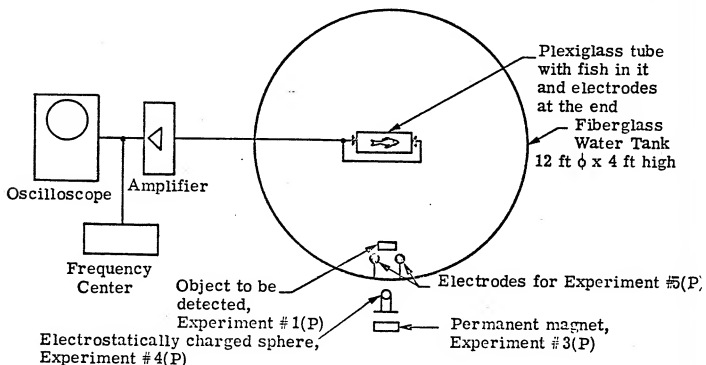 Plexiglass tube
with fish in it
and electrodes
at the end
Fiberglass
Water Tank
12 ft ϕ x 4 ft high
Oscilloscope
Amplifier
Frequency
Center
Object to be
detected,
Experiment #1(P)
Electrodes for Experiment #5(P)
Electrostatically charged sphere,
Experiment #4(P)
Permanent magnet,
Experiment #3(P)